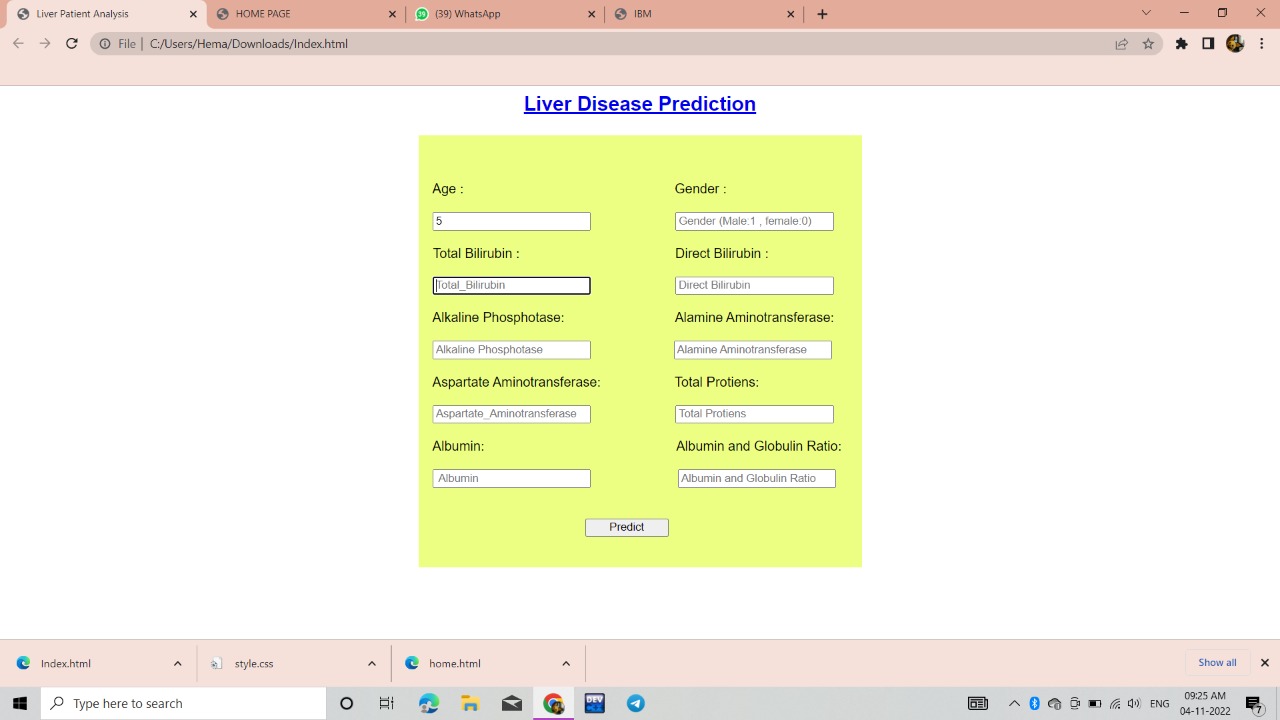 Liver Patient Analysis
HOME PAGE
39
(39) WhatsApp
IBM
File
C:/Users/Hema/Downloads/Index.html
Liver Disease Prediction
Age :
Gender :
5
Gender (Male:1 , female:0)
Total Bilirubin :
Direct Bilirubin :
Total_Bilirubin
Direct Bilirubin
Alkaline Phosphotase:
Alamine Aminotransferase:
Alkaline Phosphotase
Alamine Aminotransferase
Aspartate Aminotransferase:
Total Protiens:
Aspartate_Aminotransferase
Total Protiens
Albumin:
Albumin and Globulin Ratio:
Albumin
Albumin and Globulin Ratio
Predict
Index.html
style.css
home.html
Show all
Type here to search
DEV
ENG
09:25 AM
04-11-2022
7